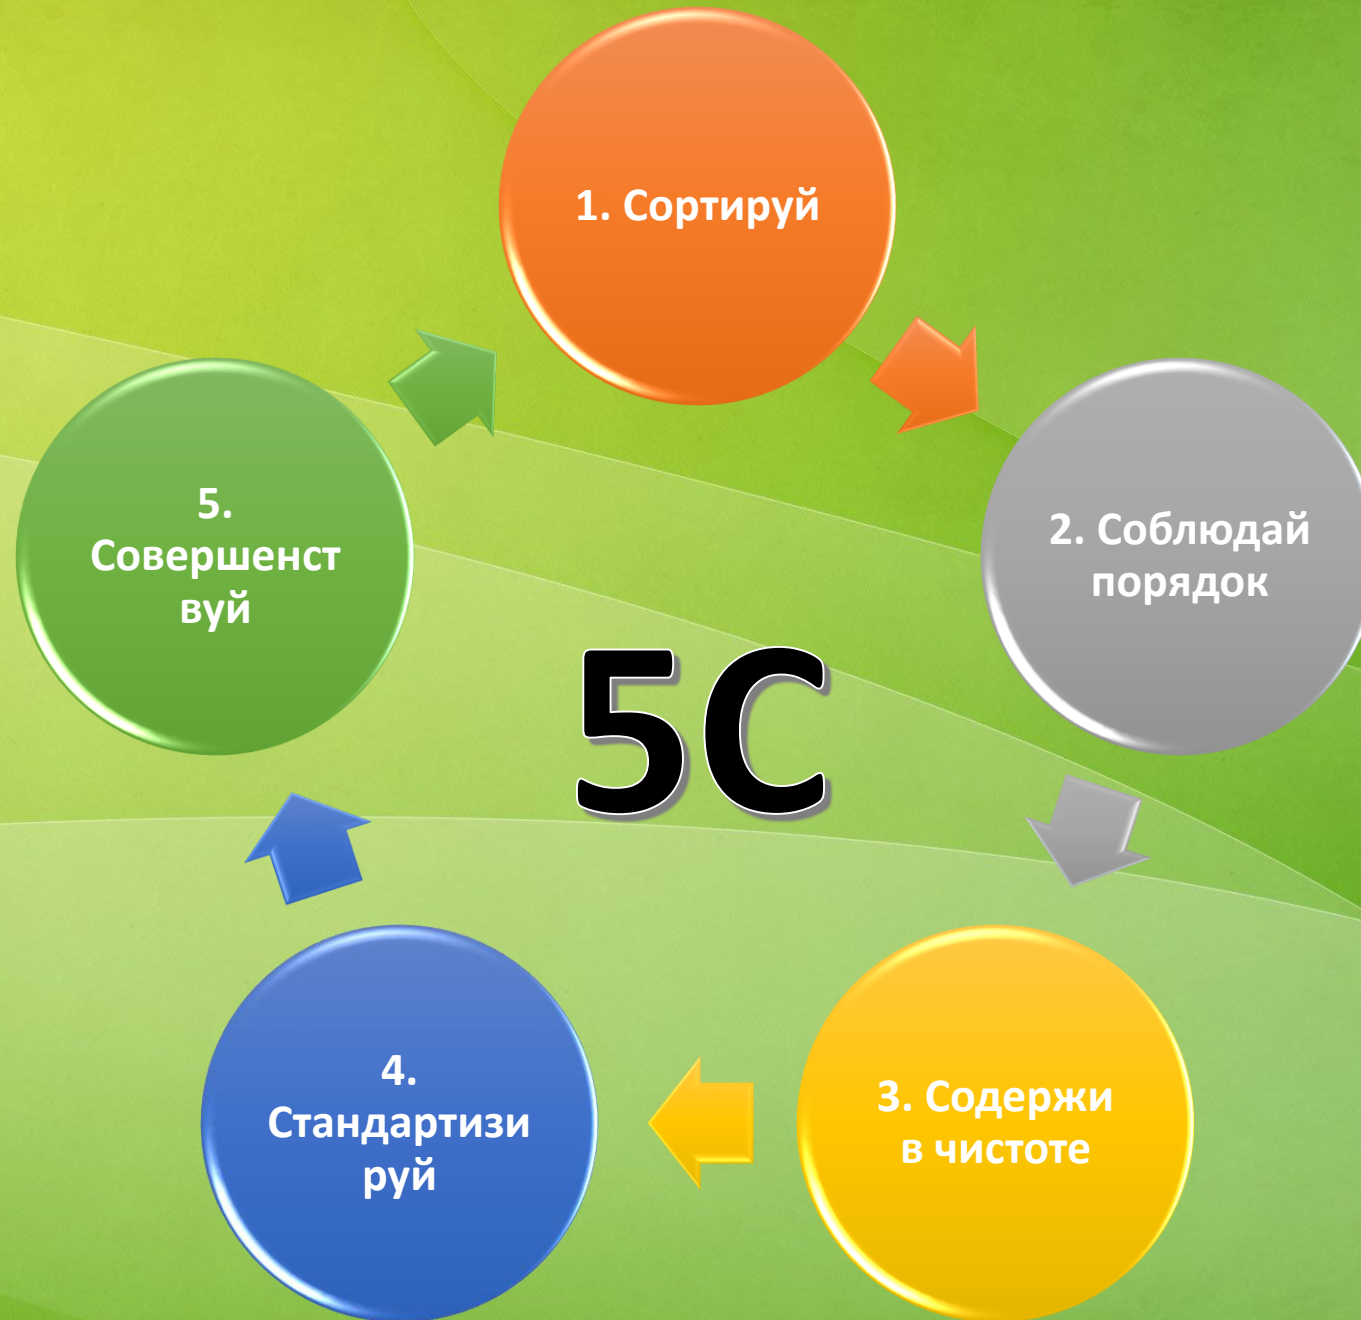 1. Сортируй
2. Соблюдай
порядок
3. Содержи
в чистоте
4.
Стандартизи
руй
5.
Совершенст
вуй
5С